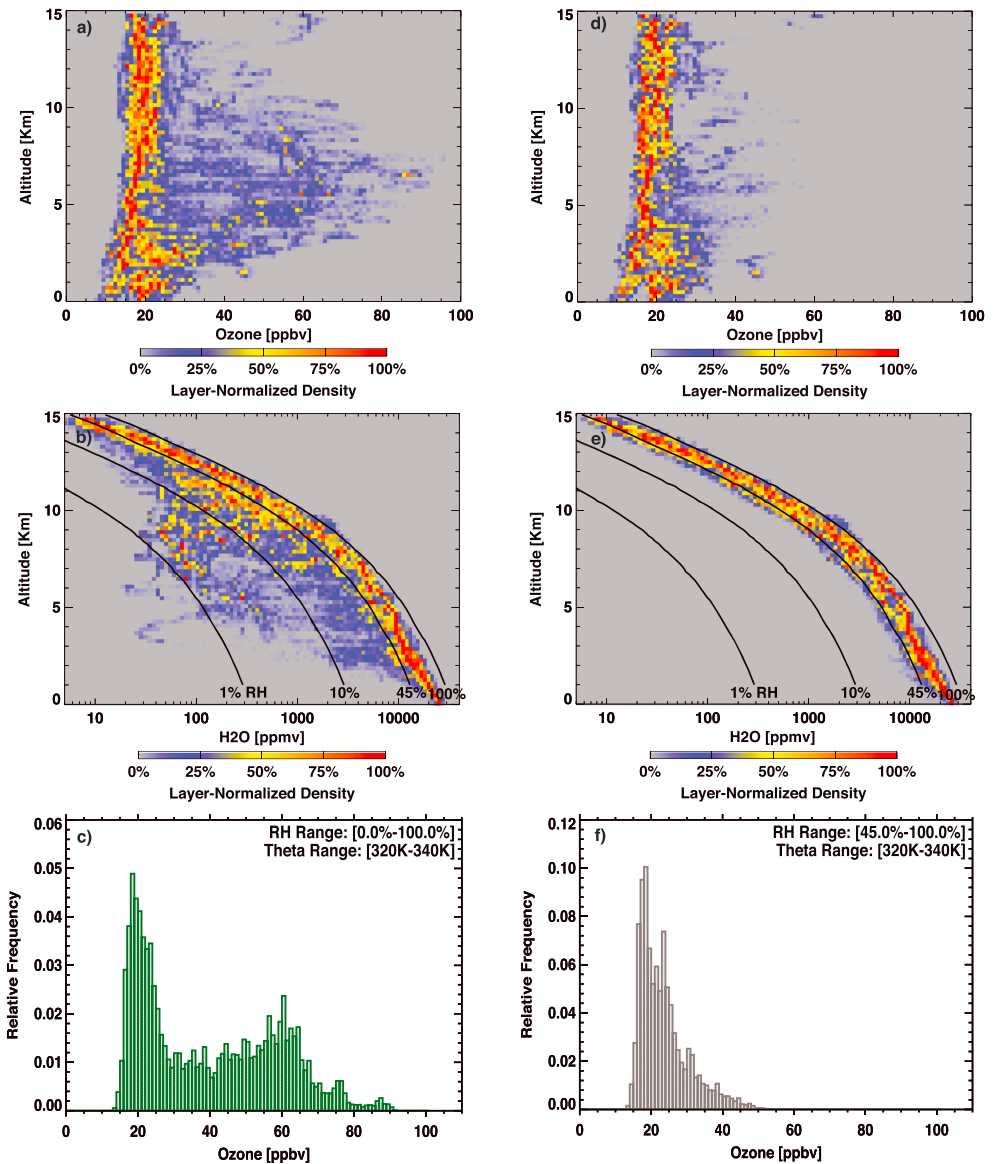 a)
15
10
5
0
Altitude [Km]
0 20 40 60 80 100
Ozone [ppbv]
0% 25% 50% 75% 100%
Layer-Normalized Density
d)
15
10
5
0
Altitude [Km]
0 20 40 60 80 100
Ozone [ppbv]
0% 25% 50% 75% 100%
Layer-Normalized Density
b)
15
10
5
0
Altitude [Km]
1% RH 10% 45% 100%
10 100 1000 10000
H2O [ppmv]
0% 25% 50% 75% 100%
Layer-Normalized Density
e)
15
10
5
0
Altitude [Km]
1% RH 10% 45% 100%
10 100 1000 10000
H2O [ppmv]
0% 25% 50% 75% 100%
Layer-Normalized Density
c)
RH Range: [0.0%-100.0%]
Theta Range: [320K-340K]
0.06
0.05
0.04
0.03
0.02
0.01
0.00
Relative Frequency
0 20 40 60 80 100
Ozone [ppbv]
f)
RH Range: [45.0%-100.0%]
Theta Range: [320K-340K]
0.12
0.10
0.08
0.06
0.04
0.02
0.00
Relative Frequency
0 20 40 60 80 100
Ozone [ppbv]